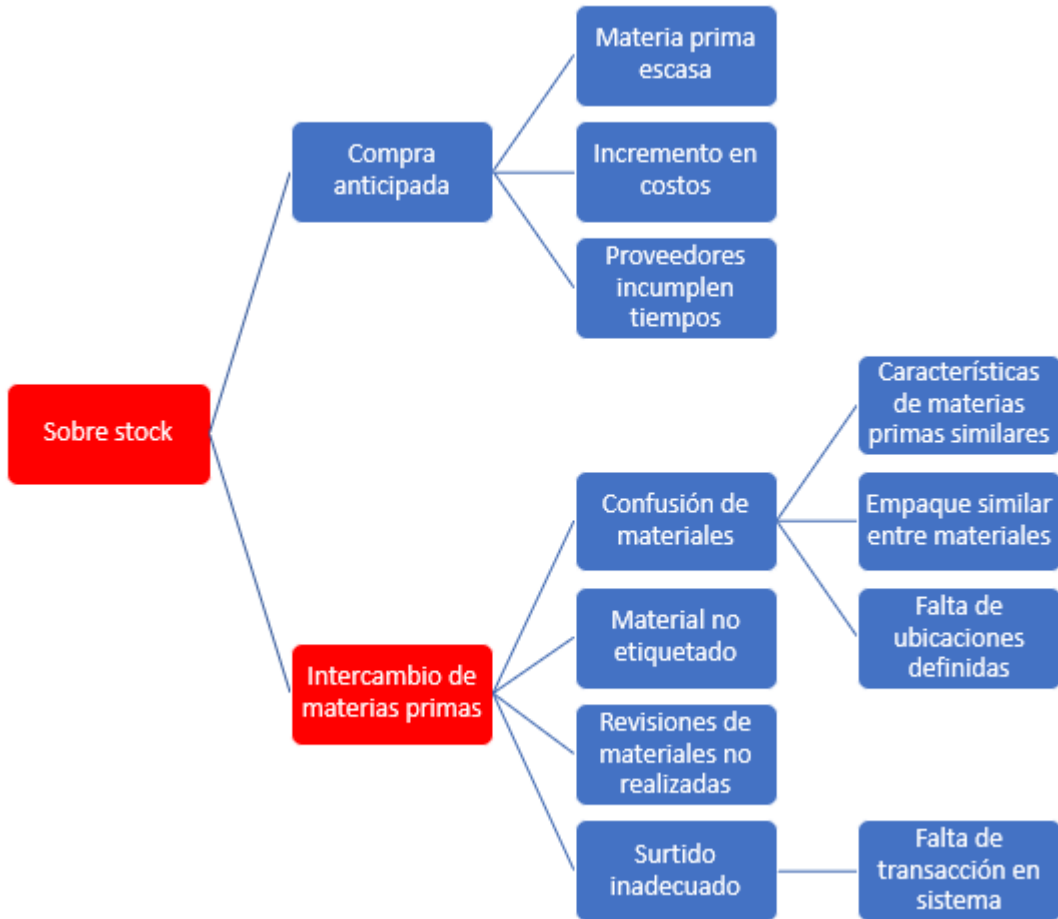 Materia prima
escasa
Compra
anticipada
Incremento en
costos
Proveedores
incumplen
tiempos
Sobre stock
Características
de materias
primas similares
Confusión de
materiales
Empaque similar
entre materiales
Material no
etiquetado
Falta de
ubicaciones
definidas
Intercambio de
materias primas
Revisiones de
materiales no
realizadas
Surtido
inadecuado
Falta de
transacción en
sistema